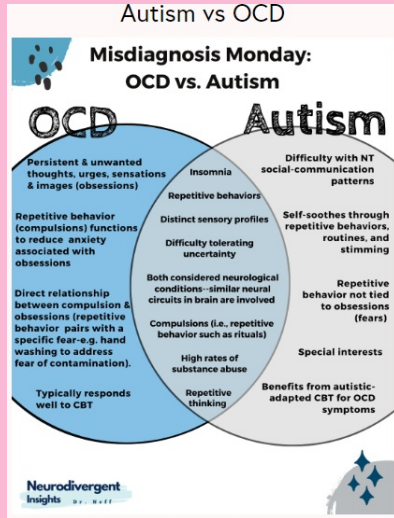 Autism vs OCD
Misdiagnosis Monday:
OCD vs. Autism
OCD
Autism
Persistent & unwanted
thoughts, urges, sensations
& images (obsessions)
Repetitive behavior
(compulsions) functions
to reduce anxiety
associated with
obsessions
Direct relationship
between compulsion &
obsessions (repetitive
behavior pairs with a
specific fear-e.g. hand
washing to address
fear of contamination).
Typically responds
well to CBT
Insomnia
Repetitive behaviors
Distinct sensory profiles
Difficulty tolerating
uncertainty
Both considered neurological
conditions--similar neural
circuits in brain are involved
Compulsions (i.e., repetitive
behavior such as rituals)
High rates of
substance abuse
Repetitive
thinking
Difficulty with NT
social-communication
patterns
Self-soothes through
repetitive behaviors,
routines, and
stimming
Repetitive
behavior not tied
to obsessions
(fears)
Special interests
Benefits from autistic-
adapted CBT for OCD
symptoms
Neurodivergent
Insights Dr. Neff